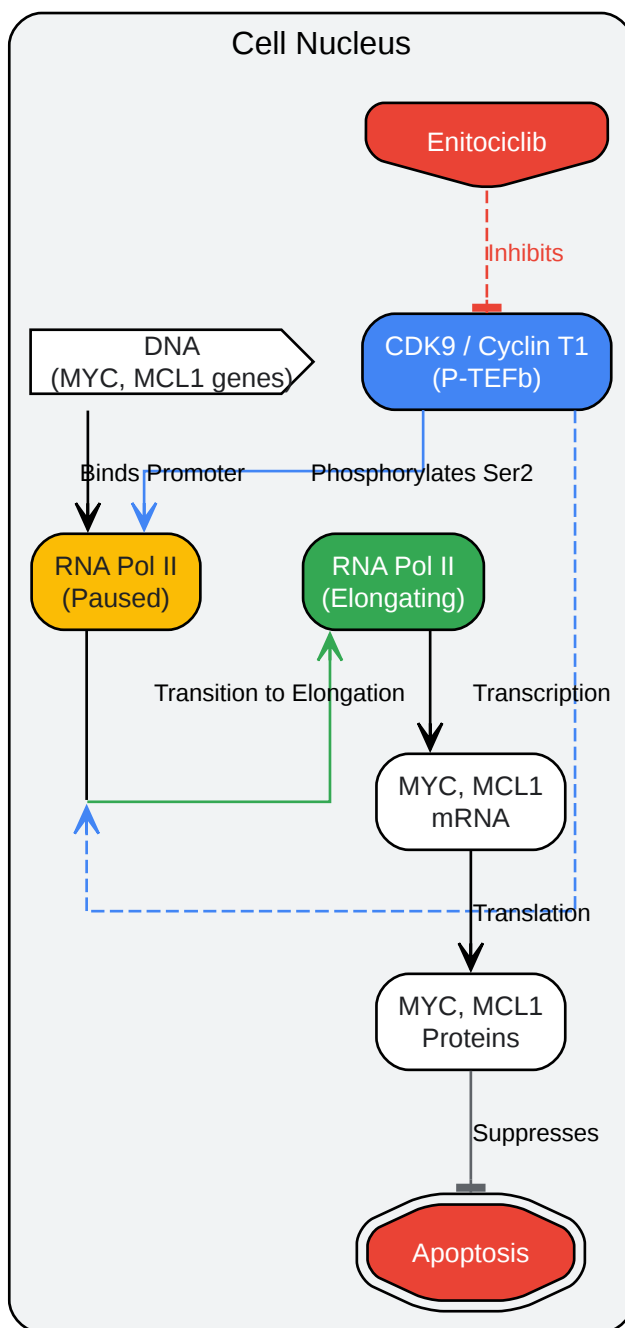 Cell Nucleus
Enitociclib
Inhibits
DNA
(MYC, MCL1 genes)
CDK9 / Cyclin T1
(P-TEFb)
Binds Promoter
Phosphorylates Ser2
RNA Pol II
(Paused)
RNA Pol II
(Elongating)
Transition to Elongation
Transcription
MYC, MCL1
mRNA
Translation
MYC, MCL1
Proteins
Suppresses
Apoptosis